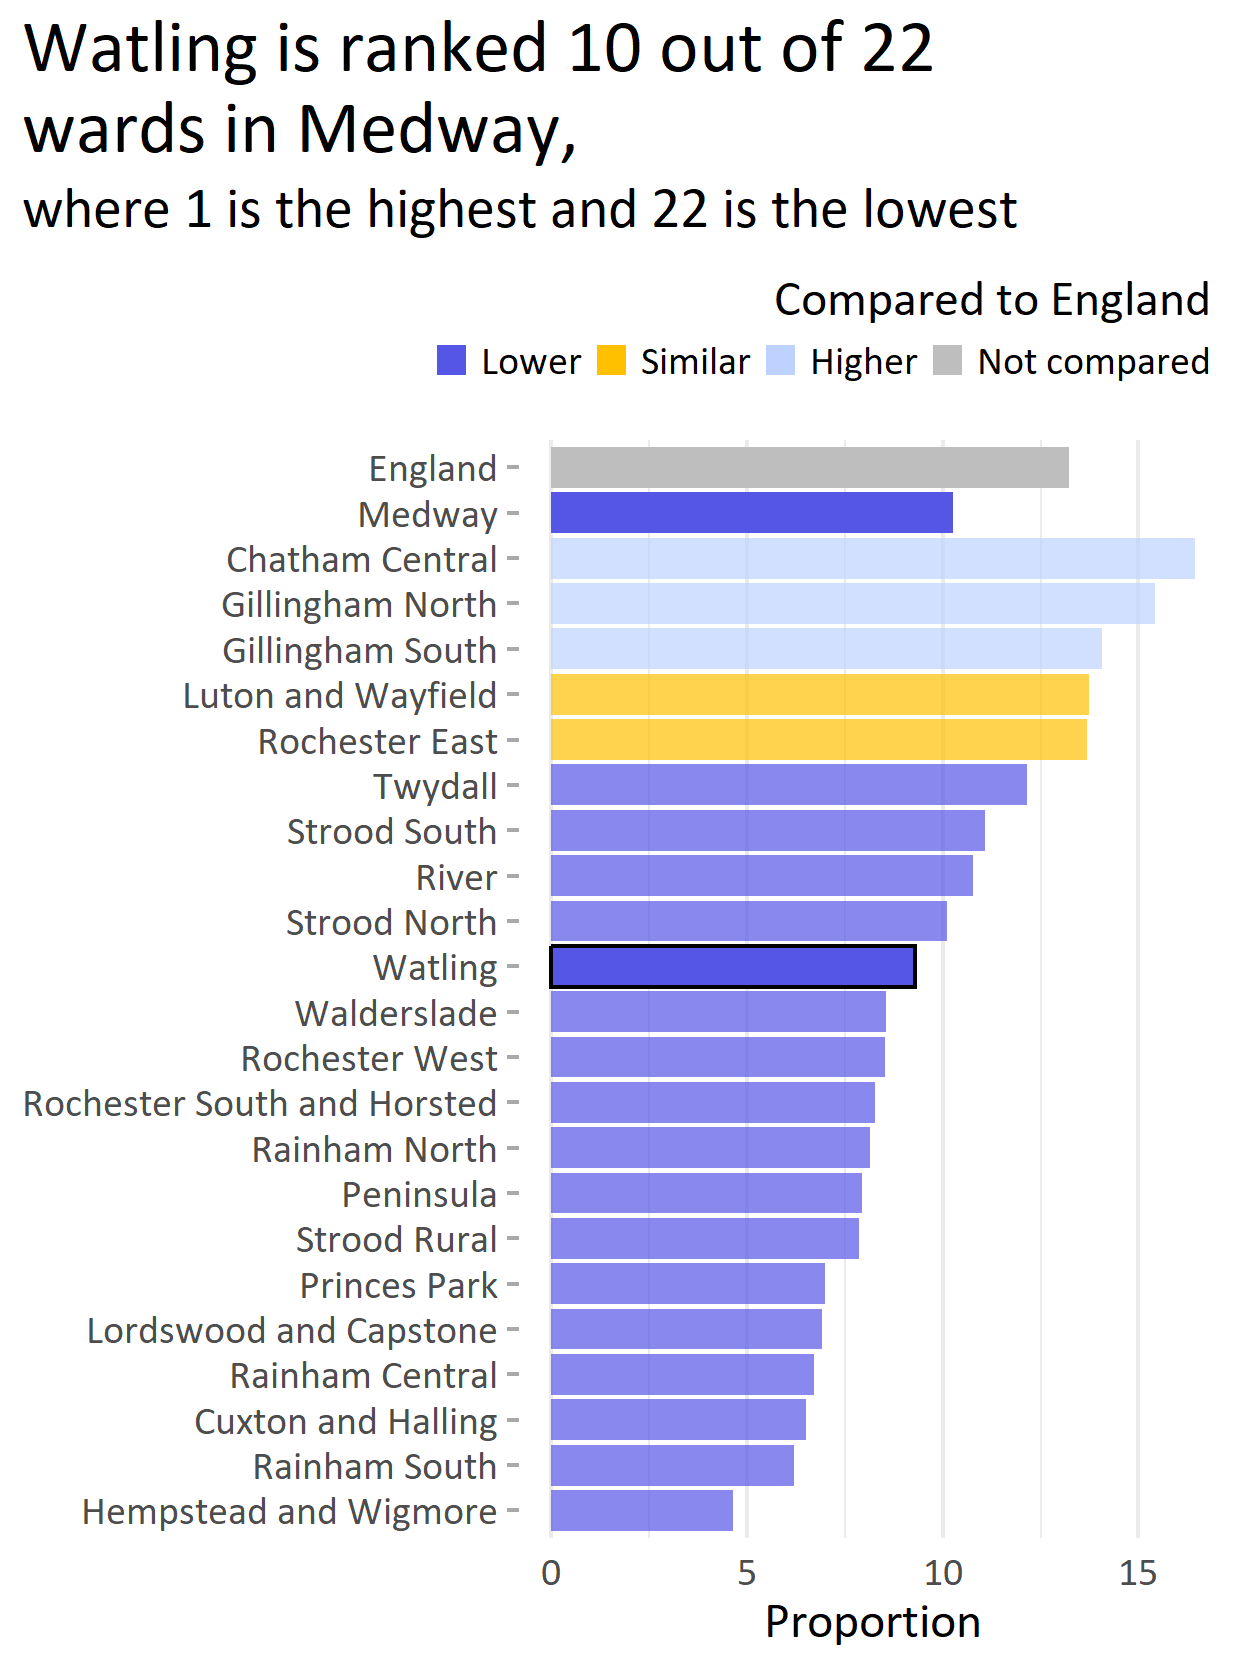 Watling is ranked 10 out of 22
wards in Medway,
where 1 is the highest and 22 is the lowest
Compared to England
Lower Similar Higher Not compared
England
Medway
Chatham Central
Gillingham North
Gillingham South
Luton and Wayfield
Rochester East
Twydall
Strood South
River
Strood North
Watling
Walderslade
Rochester West
Rochester South and Horsted
Rainham North
Peninsula
Strood Rural
Princes Park
Lordswood and Capstone
Rainham Central
Cuxton and Halling
Rainham South
Hempstead and Wigmore
0 5 10 15
Proportion